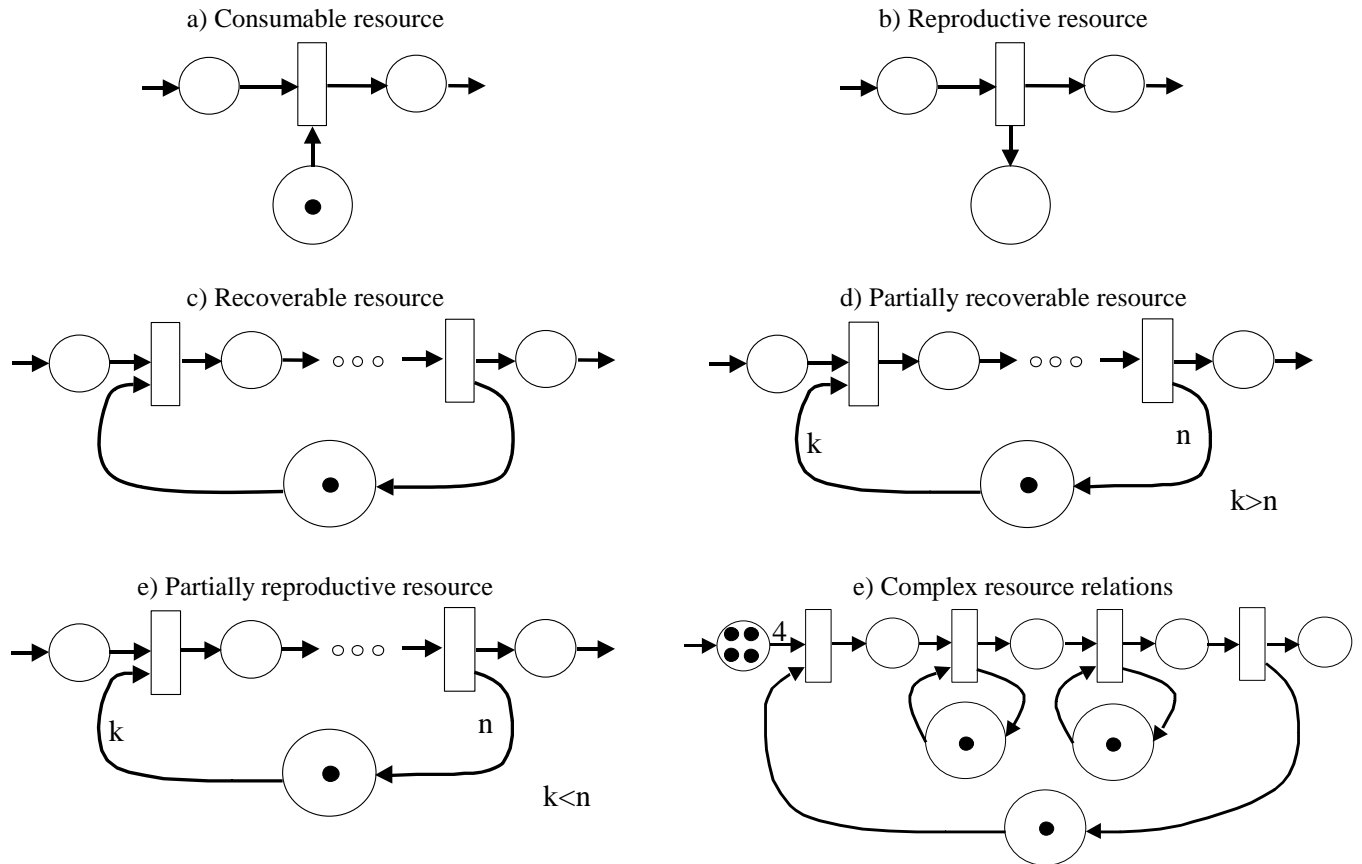 a) Consumable resource
b) Reproductive resource
c) Recoverable resource
d) Partially recoverable resource
k
n
k>n
e) Partially reproductive resource
e) Complex resource relations
4
k
n
k<n